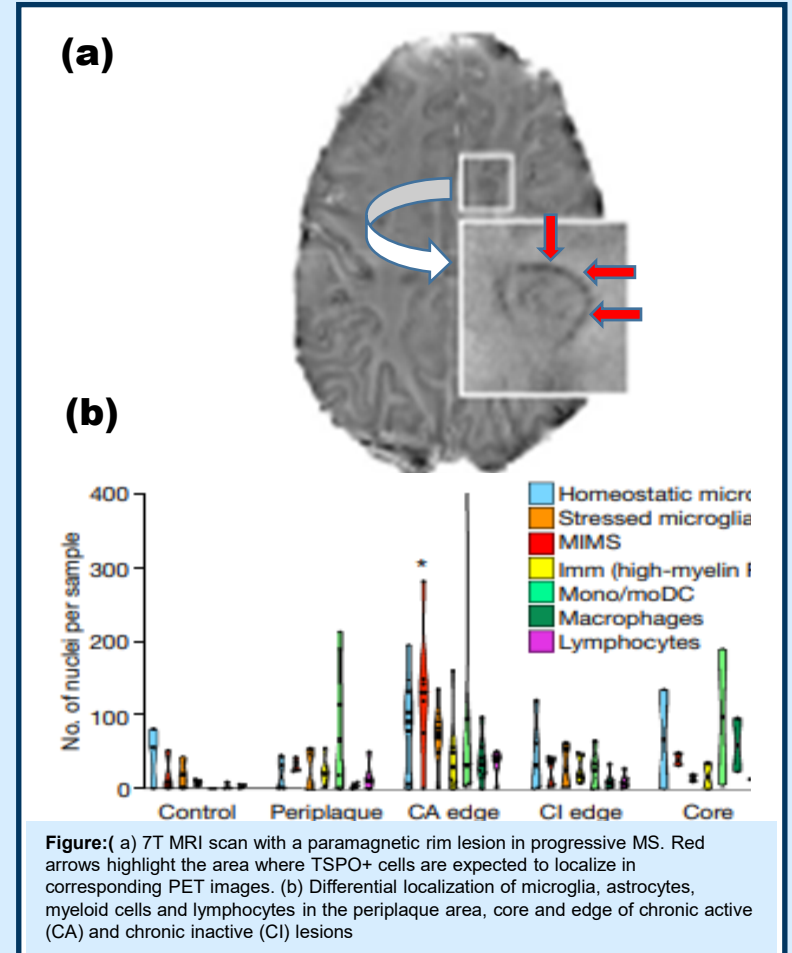 (a)
(b)
400
300
200
100
0
No. of nuclei per sample
*
Homeostatic micro
Stressed microglia
MIMS
Imm (high-myelin
Mono/moDC
Macrophages
Lymphocytes
Control Periplaque CA edge CI edge Core
Figure:( a) 7T MRI scan with a paramagnetic rim lesion in progressive MS. Red
arrows highlight the area where TSPO+ cells are expected to localize in
corresponding PET images. (b) Differential localization of microglia, astrocytes,
myeloid cells and lymphocytes in the periplaque area, core and edge of chronic active
(CA) and chronic inactive (CI) lesions